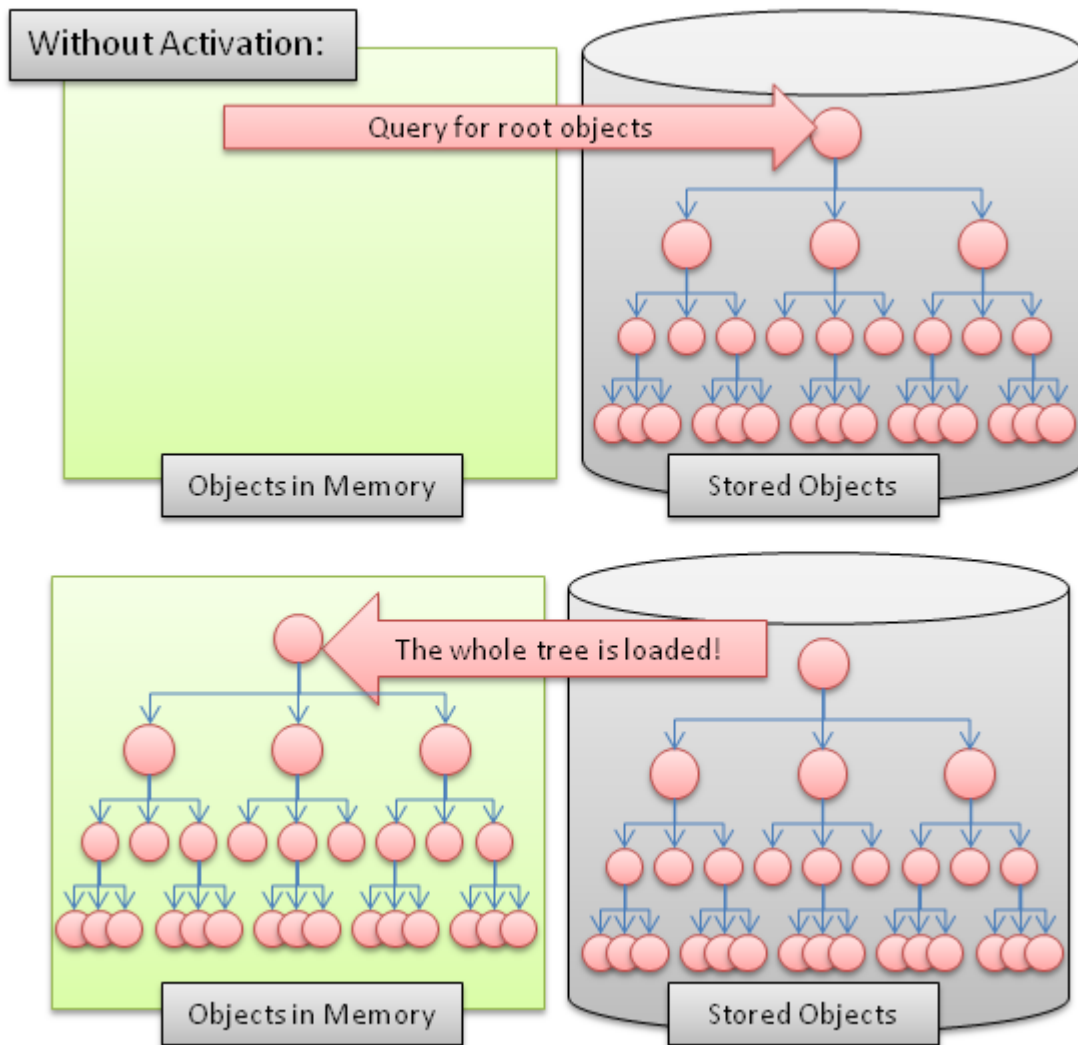 Without Activation:
Query for root objects
Objects in Memory
Stored Objects
The whole tree is loaded!
Objects in Memory
Stored Objects